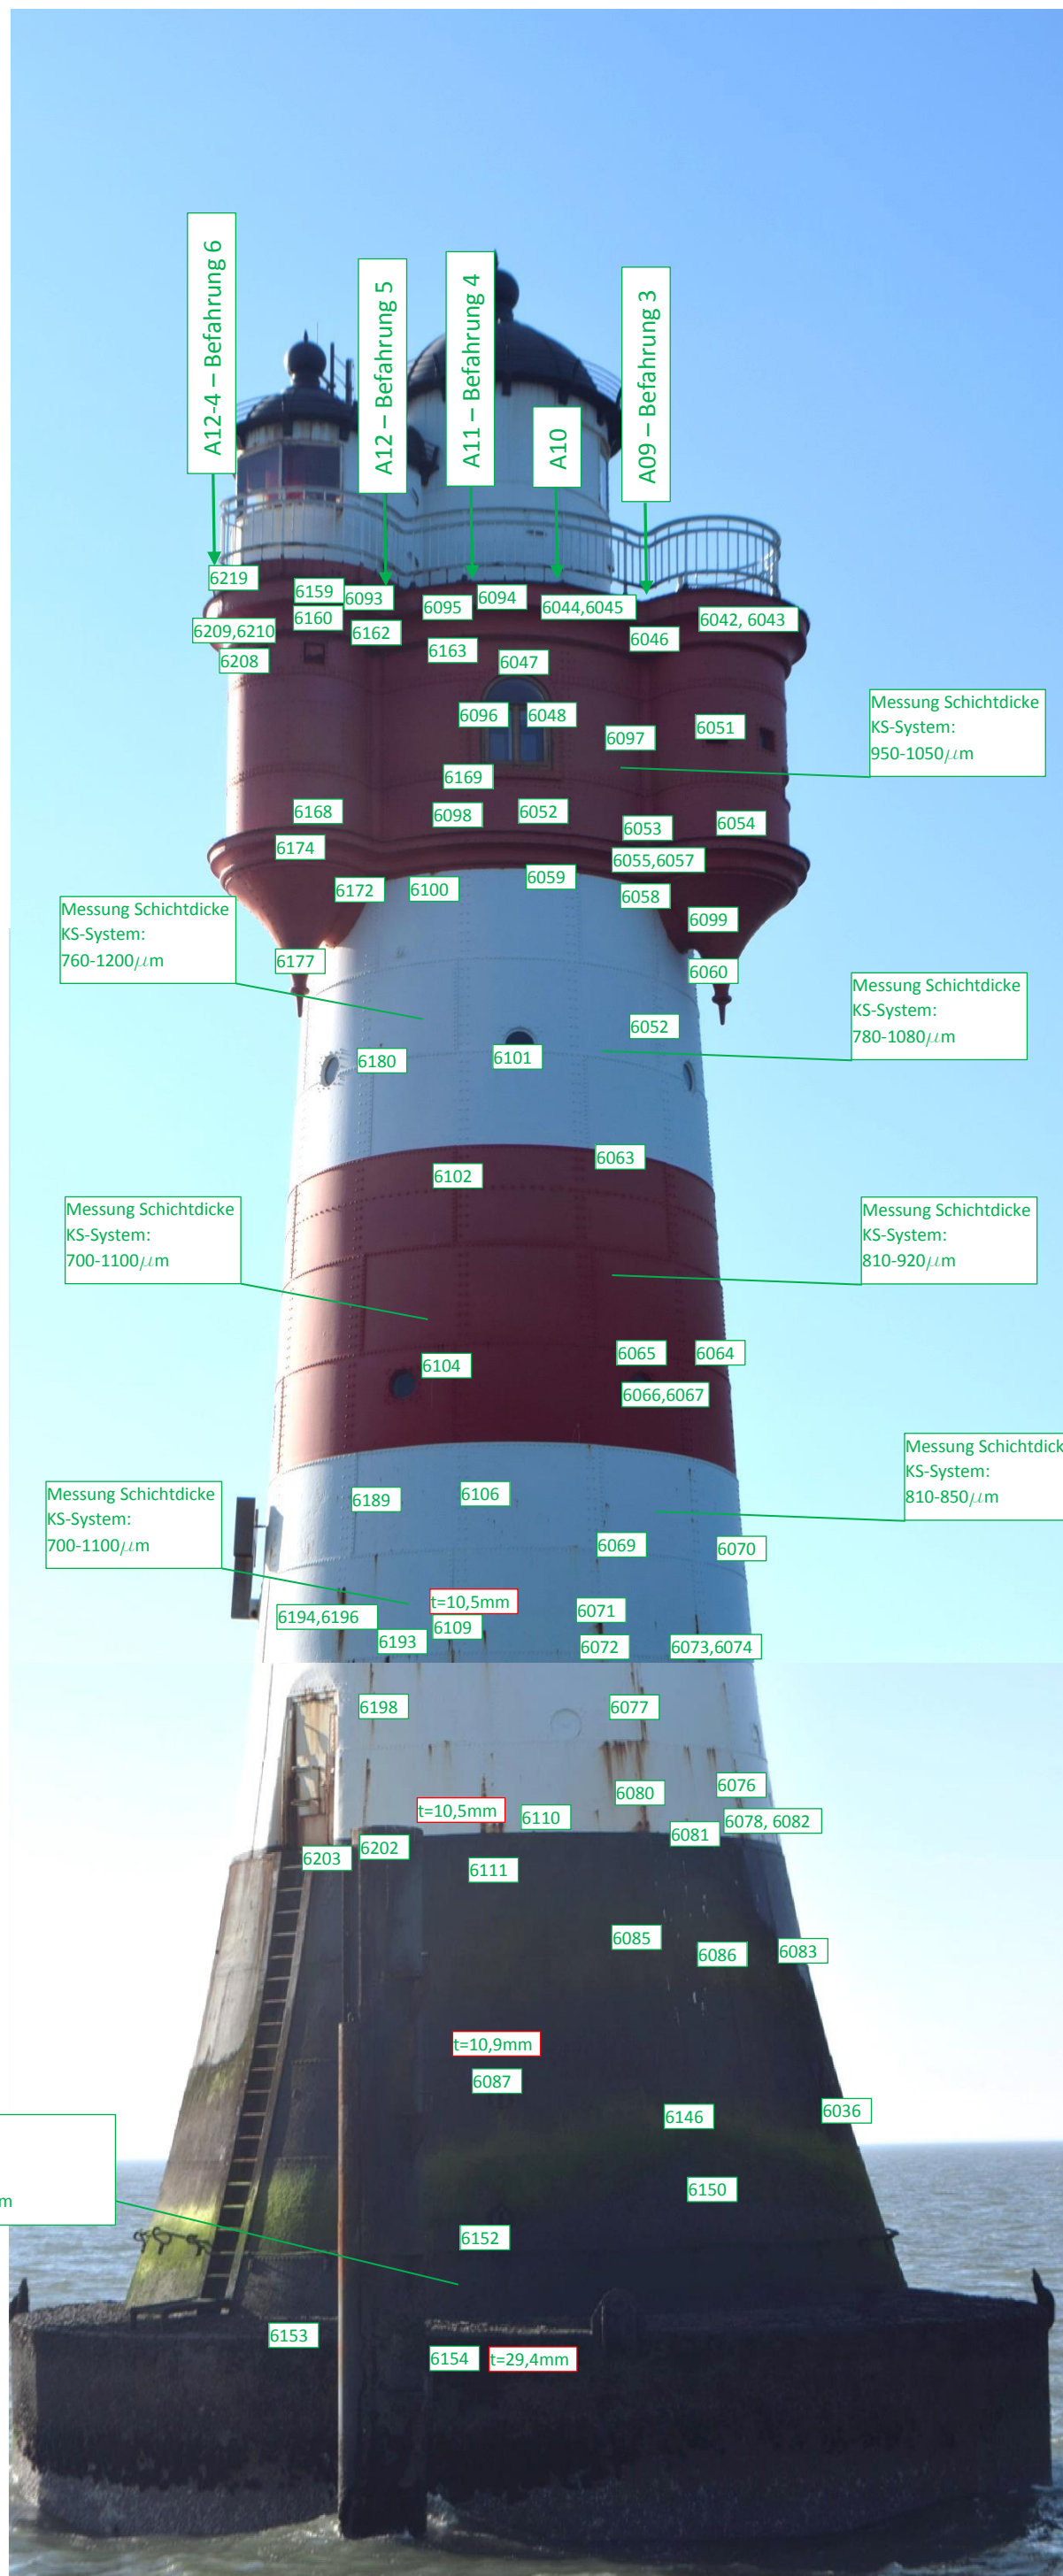 A12-4 – Befahrung 6
A12 – Befahrung 5
A11 – Befahrung 4
A10
A09 – Befahrung 3
6219
6159
6093
6095
6094
6044,6045
6042, 6043
6160
6209,6210
6162
6046
6208
6163
6047
Messung Schichtdicke
KS-System:
950-1050µm
6096
6048
6051
6097
6169
6168
6098
6052
6053
6054
6174
6055,6057
6172
6100
6059
6058
Messung Schichtdicke
KS-System:
760-1200µm
6099
6177
6060
Messung Schichtdicke
KS-System:
780-1080µm
6052
6180
6101
6063
6102
Messung Schichtdicke
KS-System:
700-1100µm
Messung Schichtdicke
KS-System:
810-920µm
6104
6065
6064
6066,6067
Messung Schichtdick
KS-System:
810-850µm
Messung Schichtdicke
KS-System:
700-1100µm
6189
6106
6069
6070
t=10,5mm
6194,6196
6109
6071
6193
6072
6073,6074
6198
6077
6080
6076
t=10,5mm
6110
6078, 6082
6081
6203
6202
6111
6085
6086
6083
t=10,9mm
6087
6146
6036
m
6150
6152
6153
6154
t=29,4mm